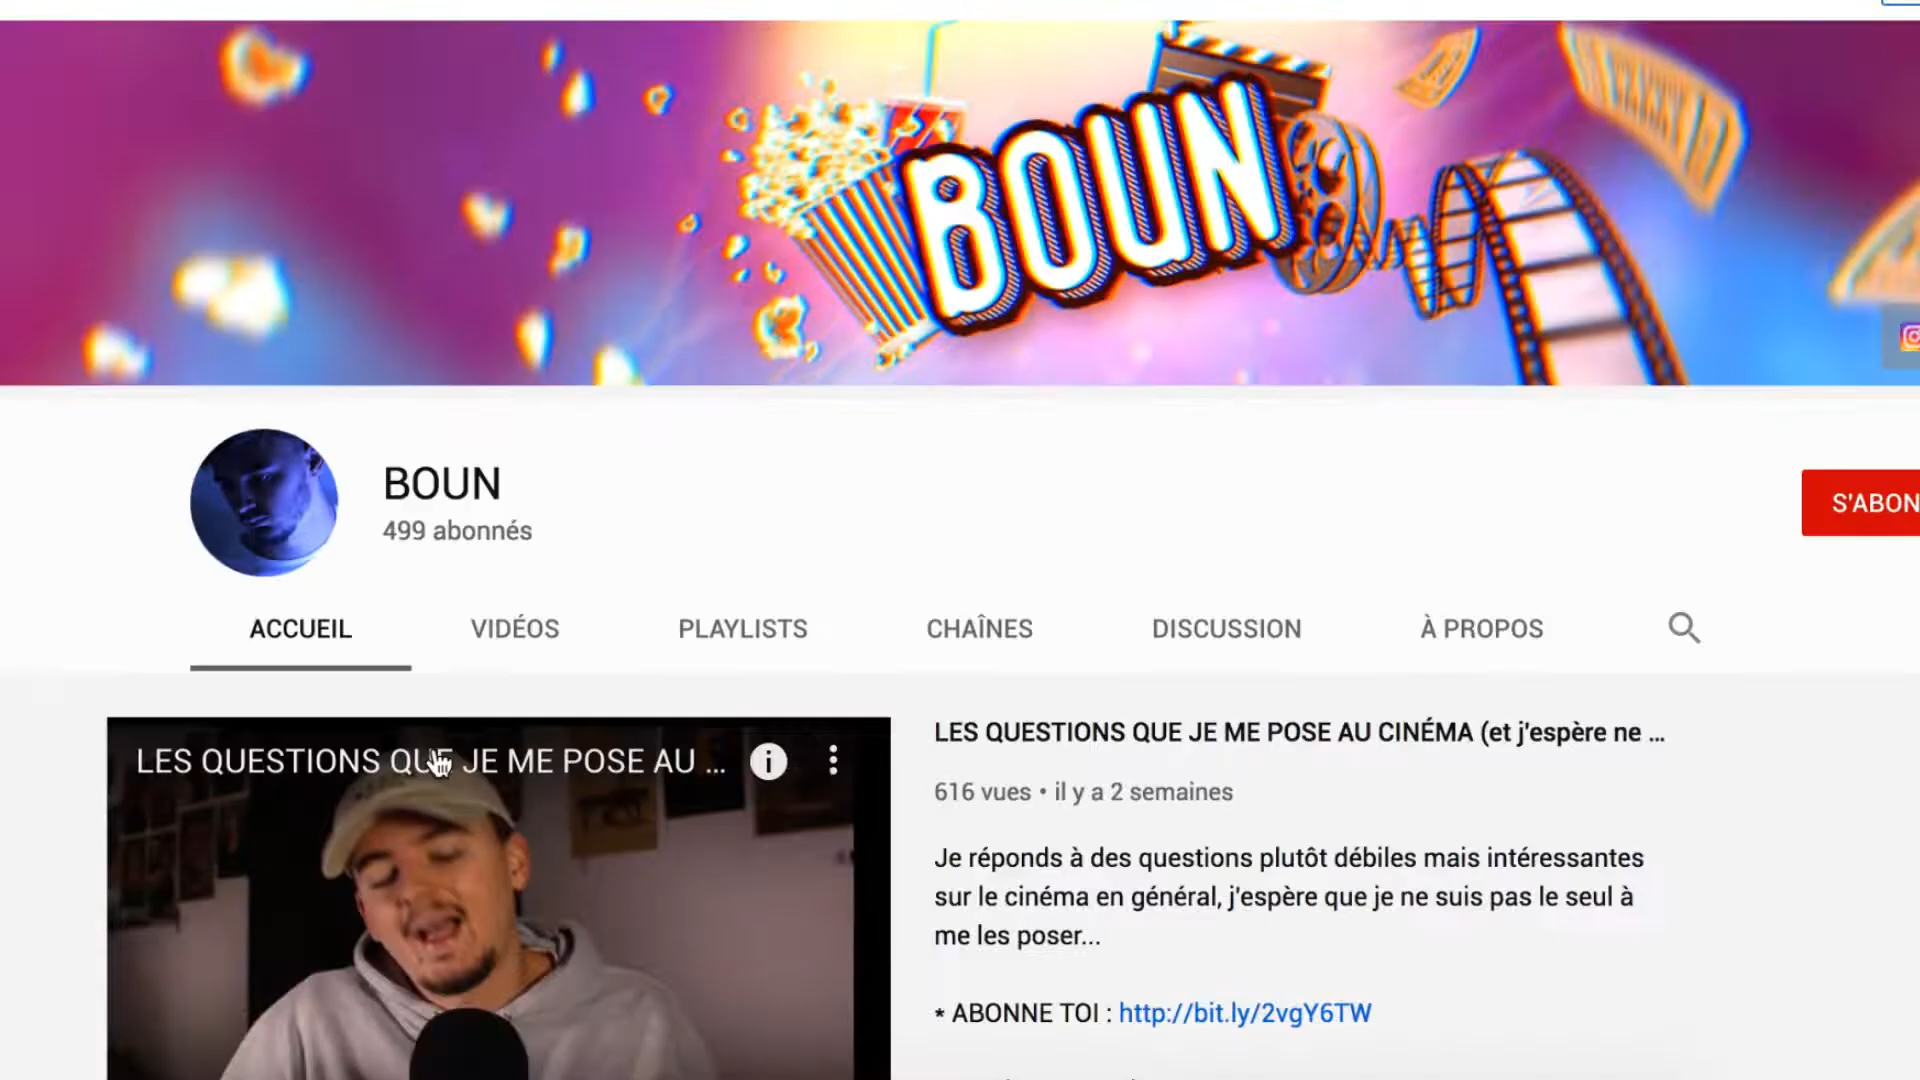 BOUN
BOUN
499 abonnés
S'ABON
ACCUEIL
VIDÉOS
PLAYLISTS
CHAÎNES
DISCUSSION
À PROPOS
LES QUESTIONS QUE JE ME POSE AU ...
LES QUESTIONS QUE JE ME POSE AU CINÉMA (et j'espère ne ...
616 vues • il y a 2 semaines
Je réponds à des questions plutôt débiles mais intéressantes
sur le cinéma en général, j'espère que je ne suis pas le seul à
me les poser...
* ABONNE TOI : http://bit.ly/2vgY6TW